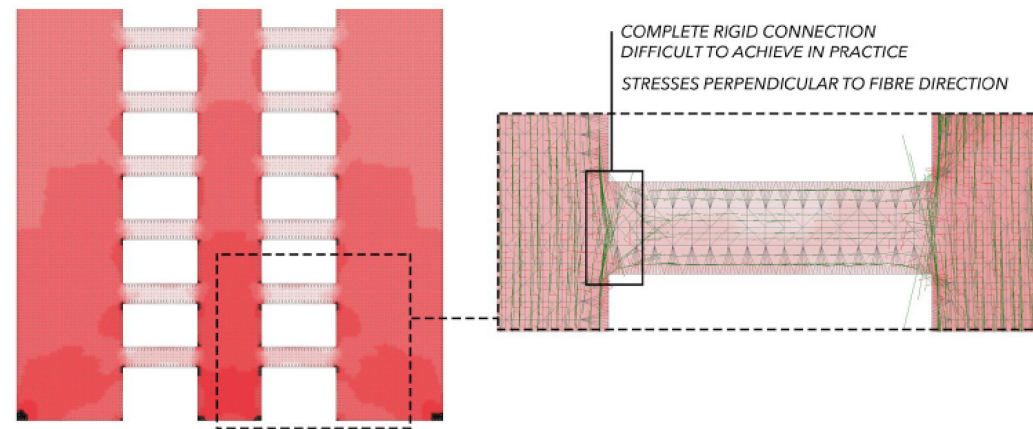 COMPLETE RIGID CONNECTION
DIFFICULT TO ACHIEVE IN PRACTICE
STRESSES PERPENDICULAR TO FIBRE DIRECTION